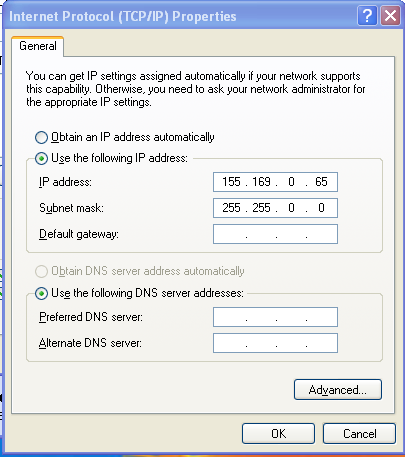 Internet Protocol (TCP/IP) Properties
General
You can get IP settings assigned automatically if your network supports
this capability. Otherwise, you need to ask your network administrator for
the appropriate IP settings.
Obtain an IP address automatically
Use the following IP address:
IP address: 155 . 169 . 0 . 65
Subnet mask: 255 . 255 . 0 . 0
Default gateway: . . .
Obtain DNS server address automatically
Use the following DNS server addresses:
Preferred DNS server: . . .
Alternate DNS server: . . .
Advanced...
OK Cancel